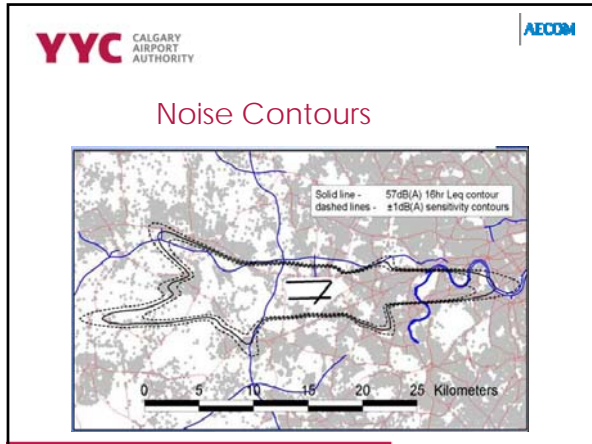 YYC CALGARY
AIRPORT
AUTHORITY
AECOM
Noise Contours
Solid line - 57dB(A) 16hr Leq contour
dashed lines - ±1dB(A) sensitivity contours
0 5 10 15 20 25 Kilometers